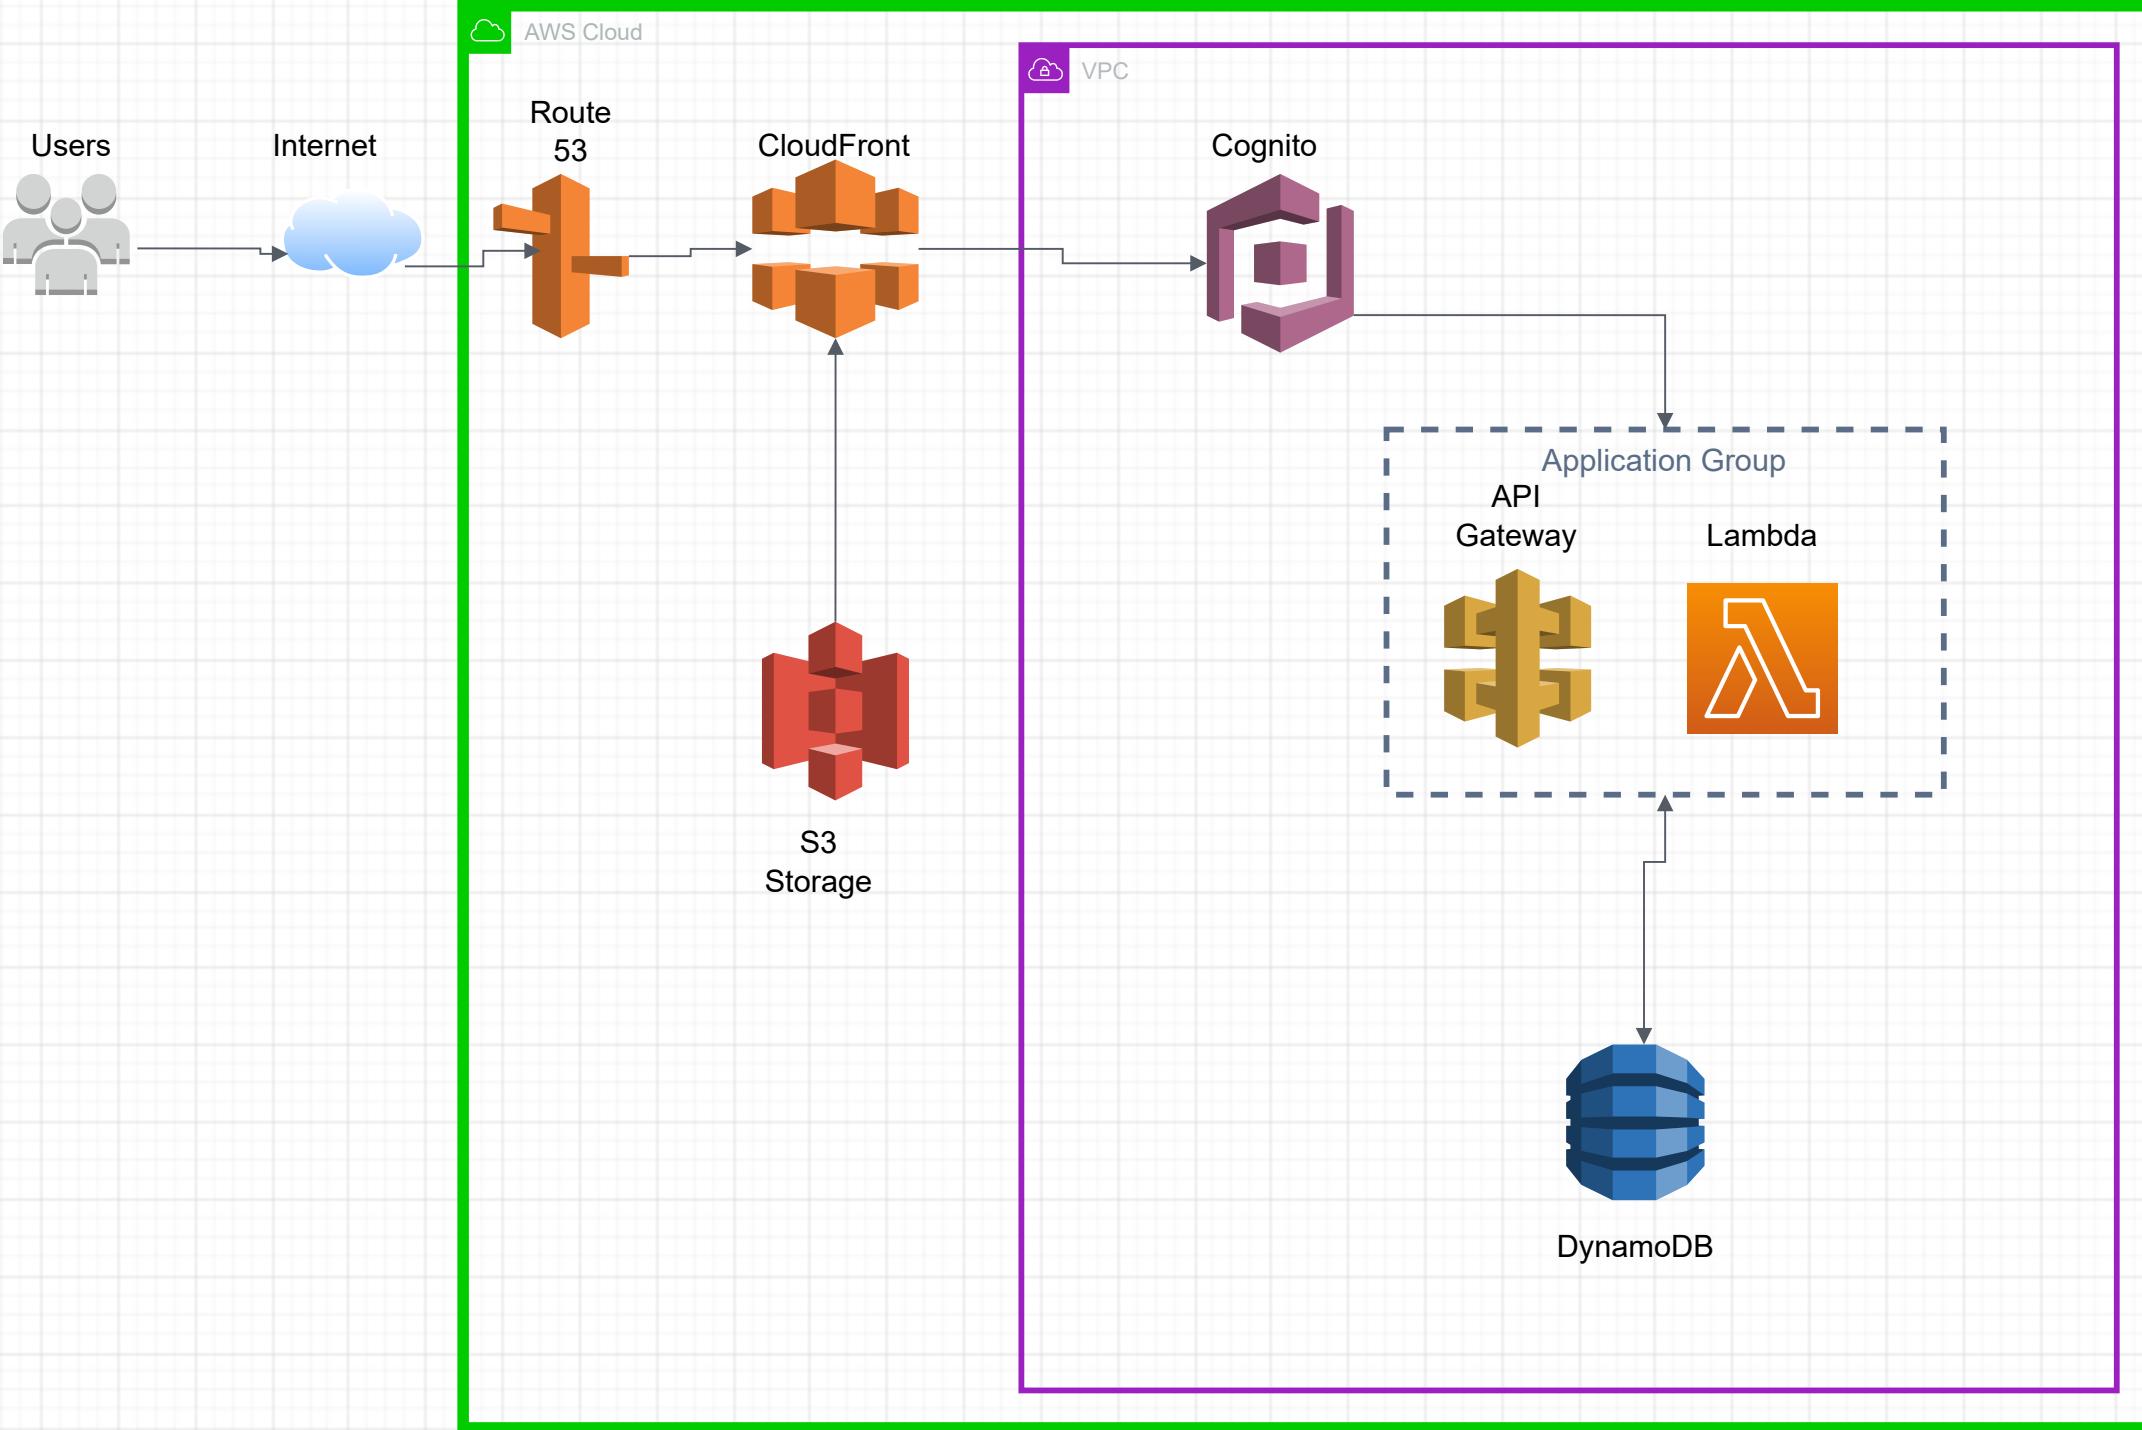 AWS Cloud
VPC
Users
Internet
Route
53
CloudFront
Cognito
Application Group
API
Gateway
Lambda
S3
Storage
DynamoDB